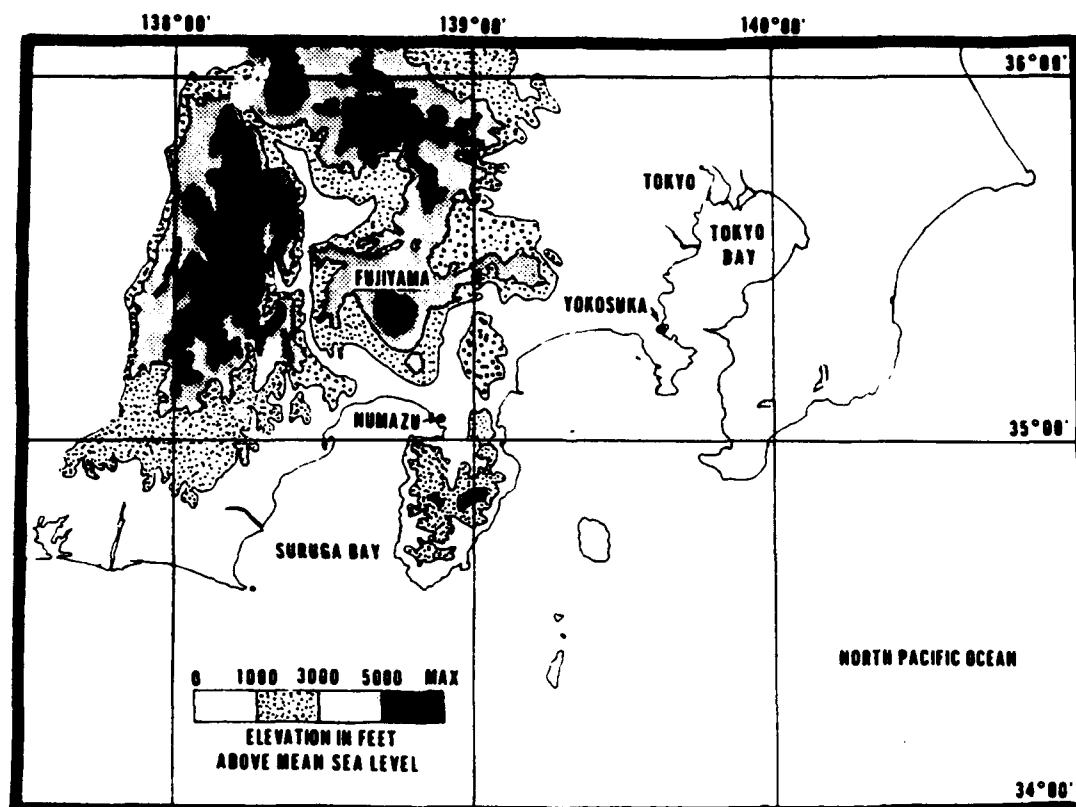 138°00' 139°00' 140°00'
36°00'
TOKYO
TOKYO
BAY
FUJIYAMA
YOKOSUKA
NUMAZU
35°00'
SURUGA BAY
NORTH PACIFIC OCEAN
0 1000 3000 5000 MAX
ELEVATION IN FEET
ABOVE MEAN SEA LEVEL
34°00'